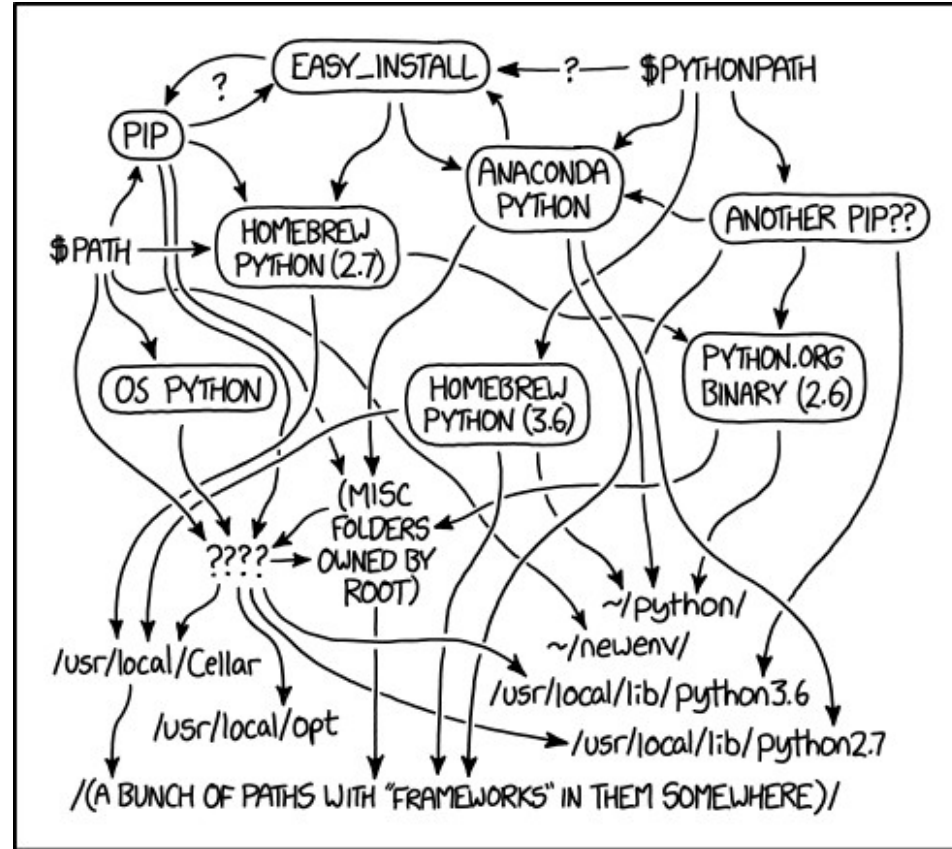 EASY_INSTALL
?
$PYTHONPATH
?
PIP
ANACONDA
PYTHON
ANOTHER PIP??
HOMEBREW
PYTHON (2.7)
$PATH
OS PYTHON
HOMEBREW
PYTHON (3.6)
PYTHON.ORG
BINARY (2.6)
(MISC
FOLDERS
OWNED BY
ROOT)
????
~/python/
~/newenv/
/usr/local/Cellar
/usr/local/lib/python3.6
/usr/local/opt
/usr/local/lib/python2.7
/(A BUNCH OF PATHS WITH "FRAMEWORKS" IN THEM SOMEWHERE)/